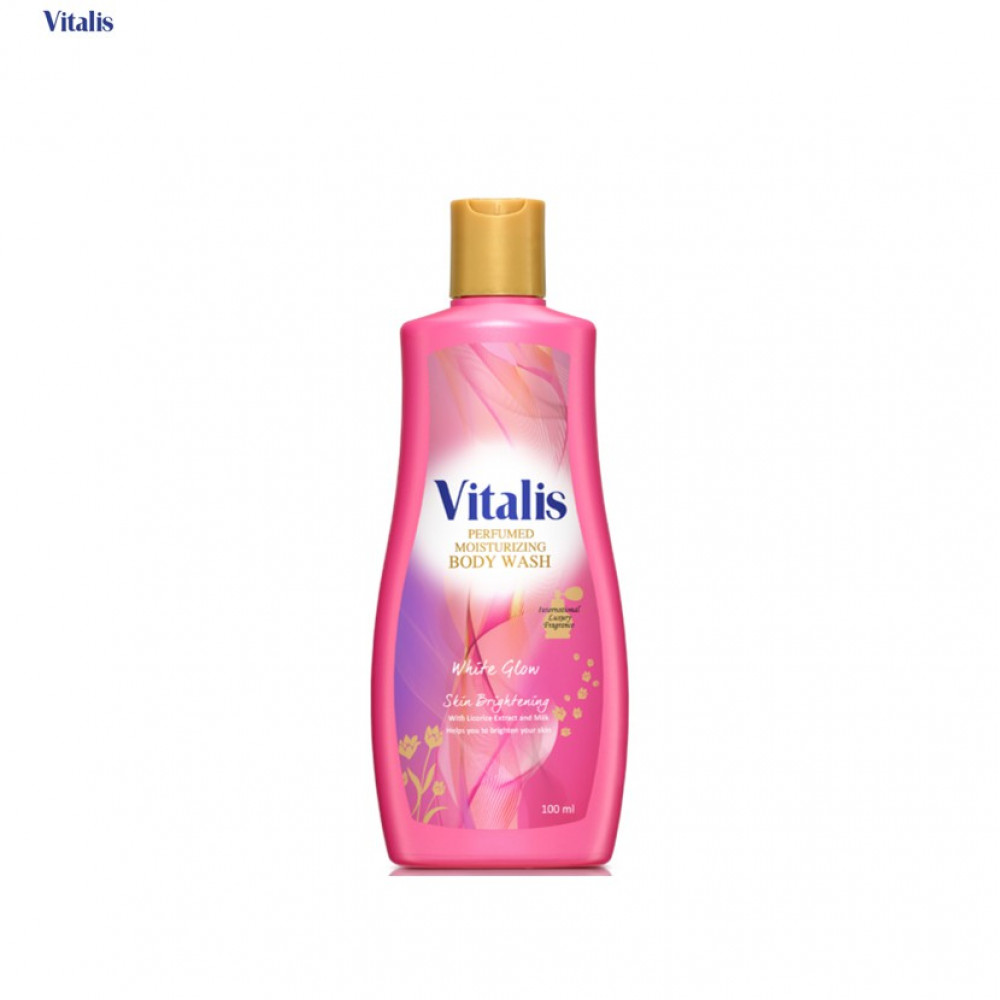 Vitalis
Vitalis
PERFUMED
MOISTURIZING
BODY WASH
International
Luxury
Fragrance
White Glow
Skin Brightening
With Licorice Extract and Milk
Helps you to brighten your skin
100 ml